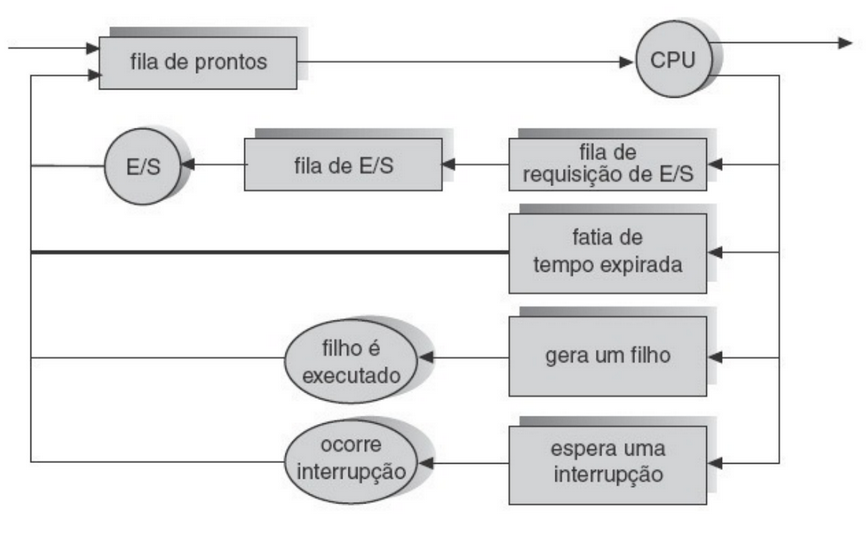 fila de prontos
CPU
E/S
fila de E/S
fila de
requisição de E/S
fatia de
tempo expirada
filho é
executado
gera um filho
ocorre
interrupção
espera uma
interrupção